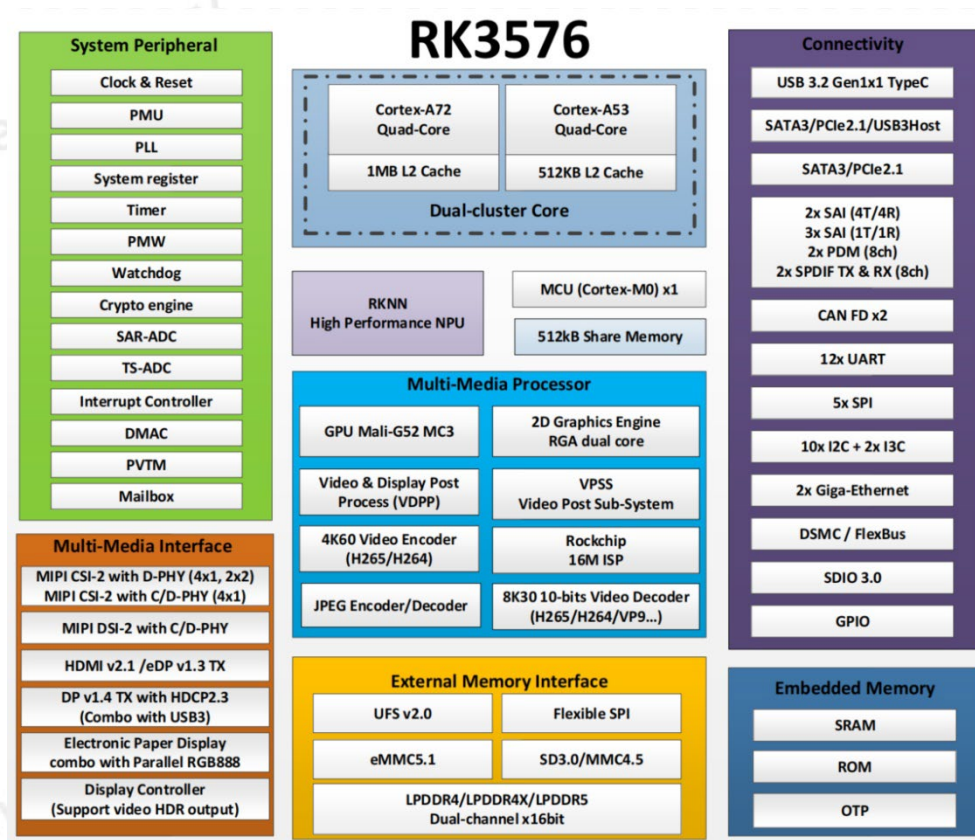 RK3576
System Peripheral
Clock & Reset
PMU
PLL
System register
Timer
PMW
Watchdog
Crypto engine
SAR-ADC
TS-ADC
Interrupt Controller
DMAC
PVTM
Mailbox
Multi-Media Interface
MIPI CSI-2 with D-PHY (4x1, 2x2)
MIPI CSI-2 with C/D-PHY (4x1)
MIPI DSI-2 with C/D-PHY
HDMI v2.1 /eDP v1.3 TX
DP v1.4 TX with HDCP2.3
(Combo with USB3)
Electronic Paper Display
combo with Parallel RGB888
Display Controller
(Support video HDR output)
Cortex-A72
Quad-Core
1MB L2 Cache
Cortex-A53
Quad-Core
512KB L2 Cache
Dual-cluster Core
RKNN
High Performance NPU
MCU (Cortex-M0) x1
512kB Share Memory
Multi-Media Processor
GPU Mali-G52 MC3
2D Graphics Engine
RGA dual core
Video & Display Post
Process (VDPP)
VPSS
Video Post Sub-System
4K60 Video Encoder
(H265/H264)
Rockchip
16M ISP
JPEG Encoder/Decoder
8K30 10-bits Video Decoder
(H265/H264/VP9...)
External Memory Interface
UFS v2.0
Flexible SPI
eMMC5.1
SD3.0/MMC4.5
LPDDR4/LPDDR4X/LPDDR5
Dual-channel x16bit
Connectivity
USB 3.2 Gen1x1 TypeC
SATA3/PCIe2.1/USB3Host
SATA3/PCIe2.1
2x SAI (4T/4R)
3x SAI (1T/1R)
2x PDM (8ch)
2x SPDIF TX & RX (8ch)
CAN FD x2
12x UART
5x SPI
10x I2C + 2x I3C
2x Giga-Ethernet
DSMC / FlexBus
SDIO 3.0
GPIO
Embedded Memory
SRAM
ROM
OTP